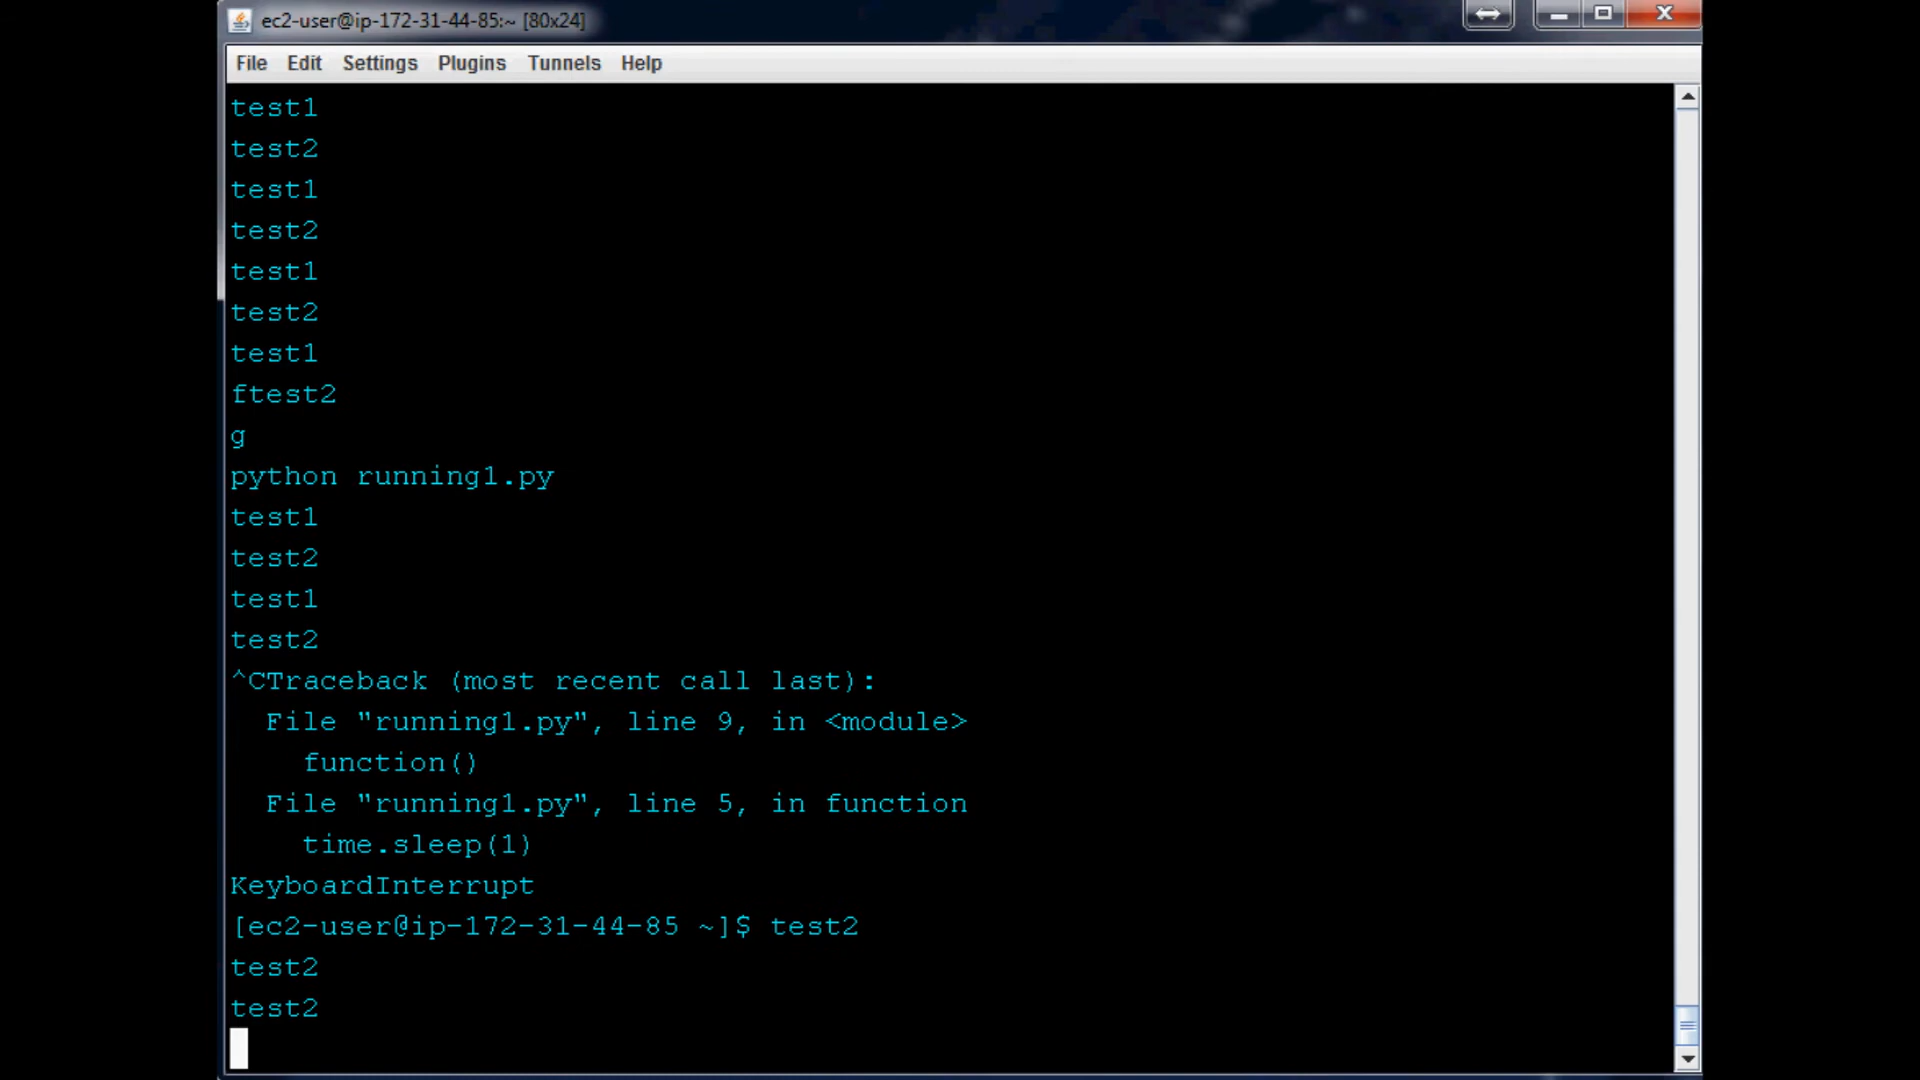 ec2-user@ip-172-31-44-85:~ [80x24]
File Edit Settings Plugins Tunnels Help
test1
test2
test1
test2
test1
test2
test1
ftest2
g
python running1.py
test1
test2
test1
test2
^CTraceback (most recent call last):
  File "running1.py", line 9, in <module>
    function()
  File "running1.py", line 5, in function
    time.sleep(1)
KeyboardInterrupt
[ec2-user@ip-172-31-44-85 ~]$ test2
test2
test2